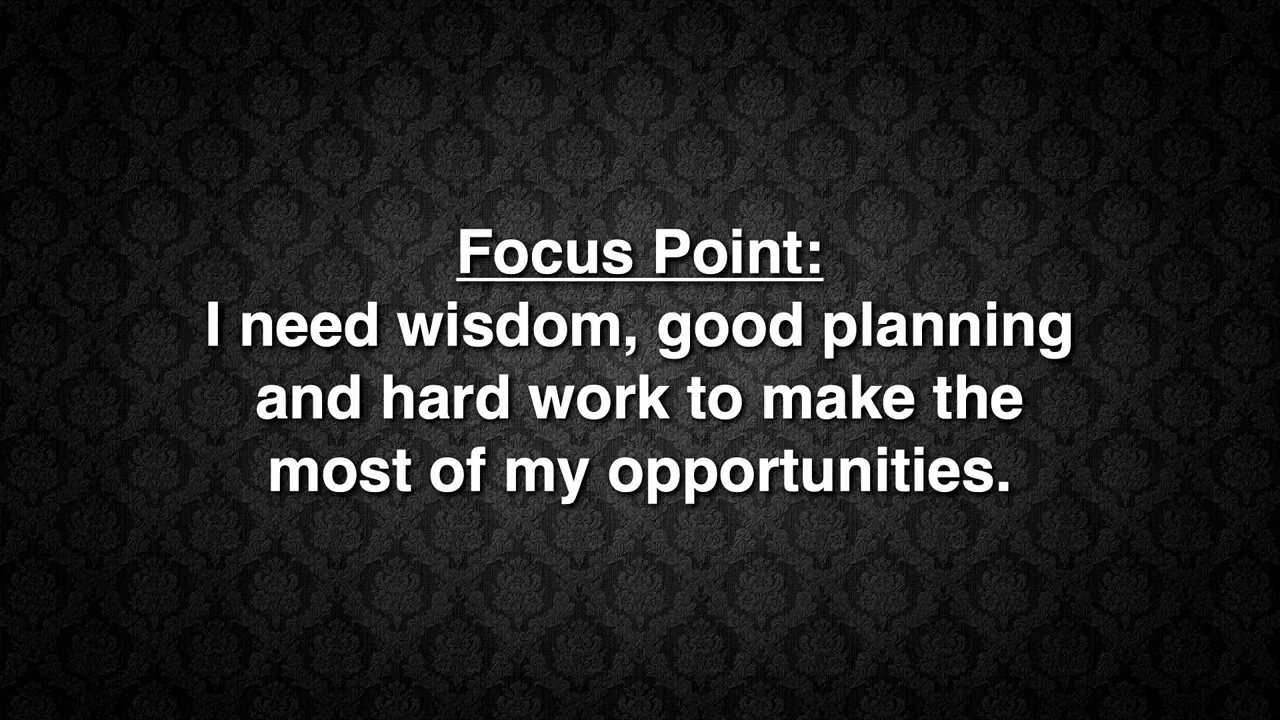 Focus Point:
I need wisdom, good planning
and hard work to make the
most of my opportunities.